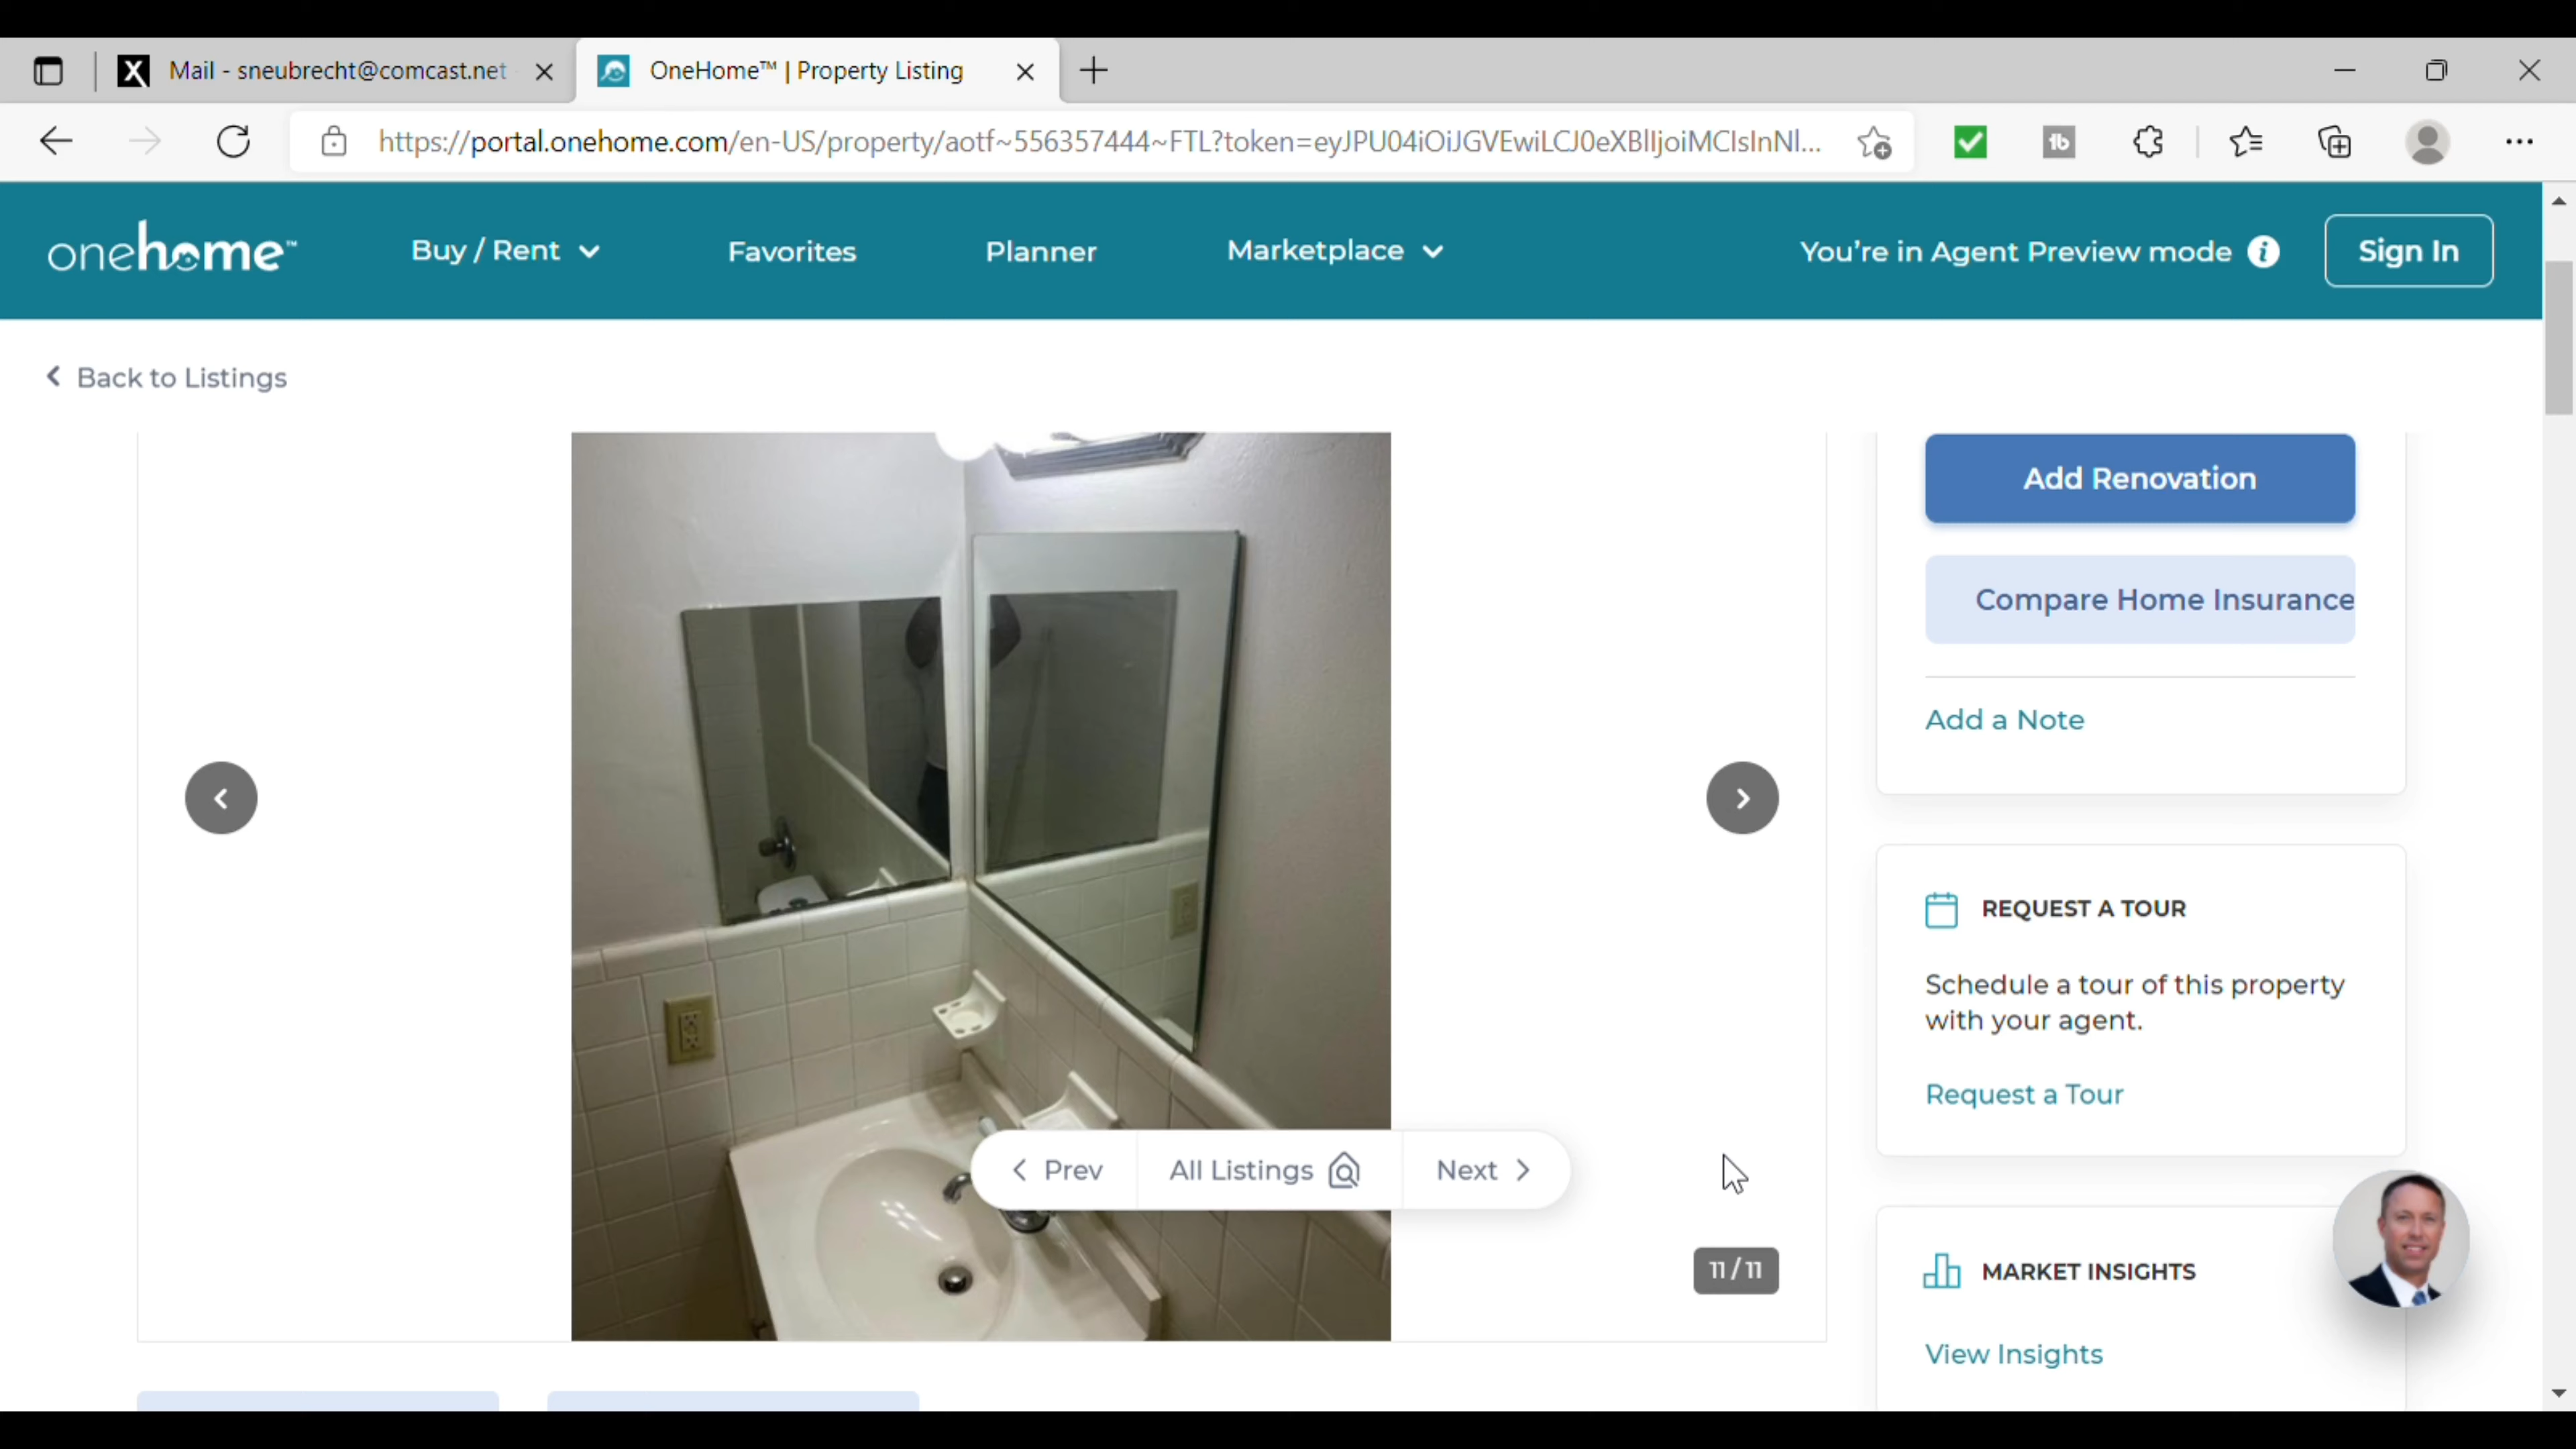 Mail - sneubrecht@comcast.net
OneHome™ | Property Listing
https://portal.onehome.com/en-US/property/aotf~556357444~FTL?token=eyJPU04iOiJGVEwiLCJ0eXBlIjoiMCIsInNl...
onehome™
Buy / Rent
Favorites
Planner
Marketplace
You're in Agent Preview mode
Sign In
Back to Listings
Add Renovation
Compare Home Insurance
Add a Note
REQUEST A TOUR
Schedule a tour of this property
with your agent.
Request a Tour
Prev
All Listings
Next
11 / 11
MARKET INSIGHTS
View Insights